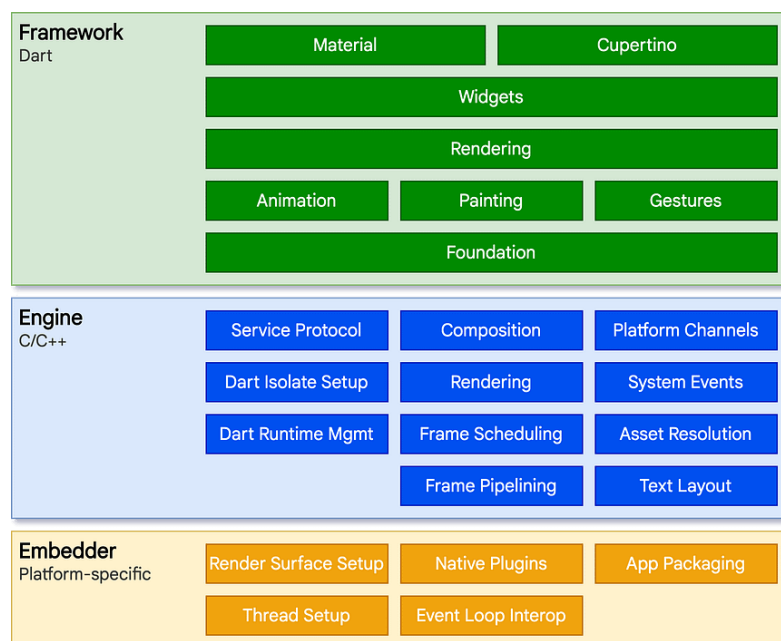 Framework
Dart
Material
Cupertino
Widgets
Rendering
Animation
Painting
Gestures
Foundation
Engine
C/C++
Service Protocol
Composition
Platform Channels
Dart Isolate Setup
Rendering
System Events
Dart Runtime Mgmt
Frame Scheduling
Asset Resolution
Frame Pipelining
Text Layout
Embedder
Platform-specific
Render Surface Setup
Native Plugins
App Packaging
Thread Setup
Event Loop Interop